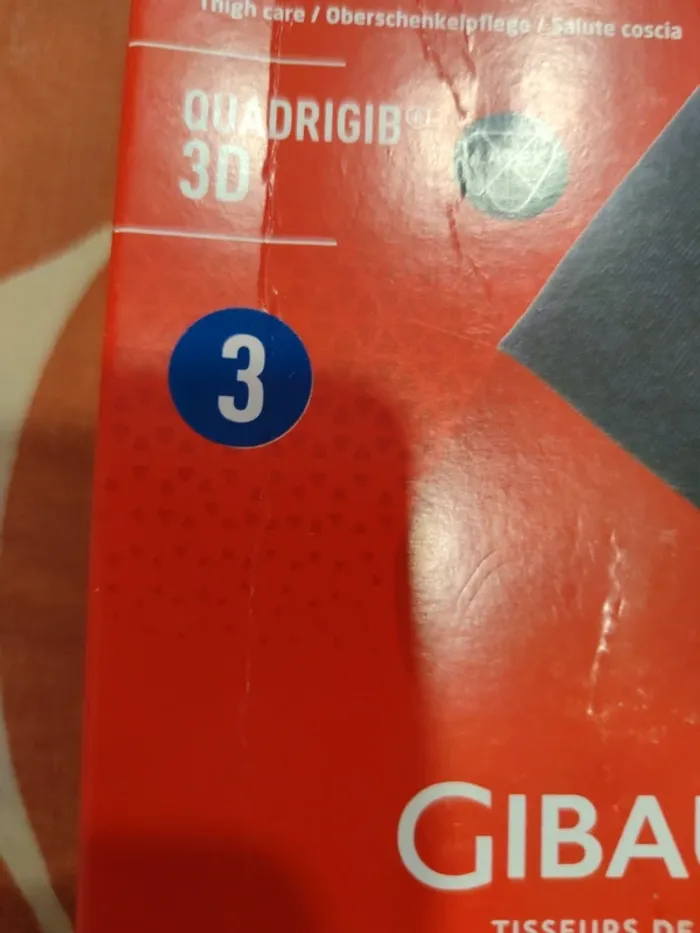 Thigh care / Oberschenkelpflege / Salute coscia
QUADRIGIB®
3D
3
GIBAU
TISSEURS DE